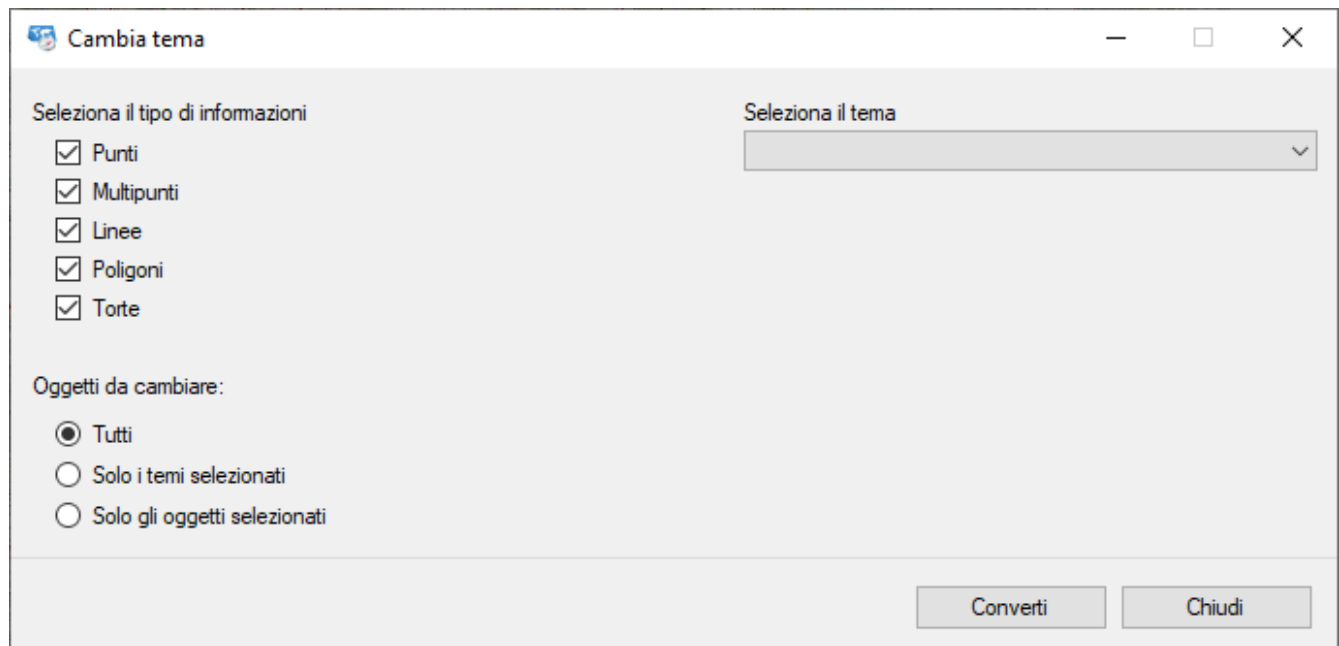 Cambia tema
Seleziona il tipo di informazioni
Punti
Multipunti
Linee
Poligoni
Torte
Oggetti da cambiare:
Tutti
Solo i temi selezionati
Solo gli oggetti selezionati
Seleziona il tema
Converti
Chiudi